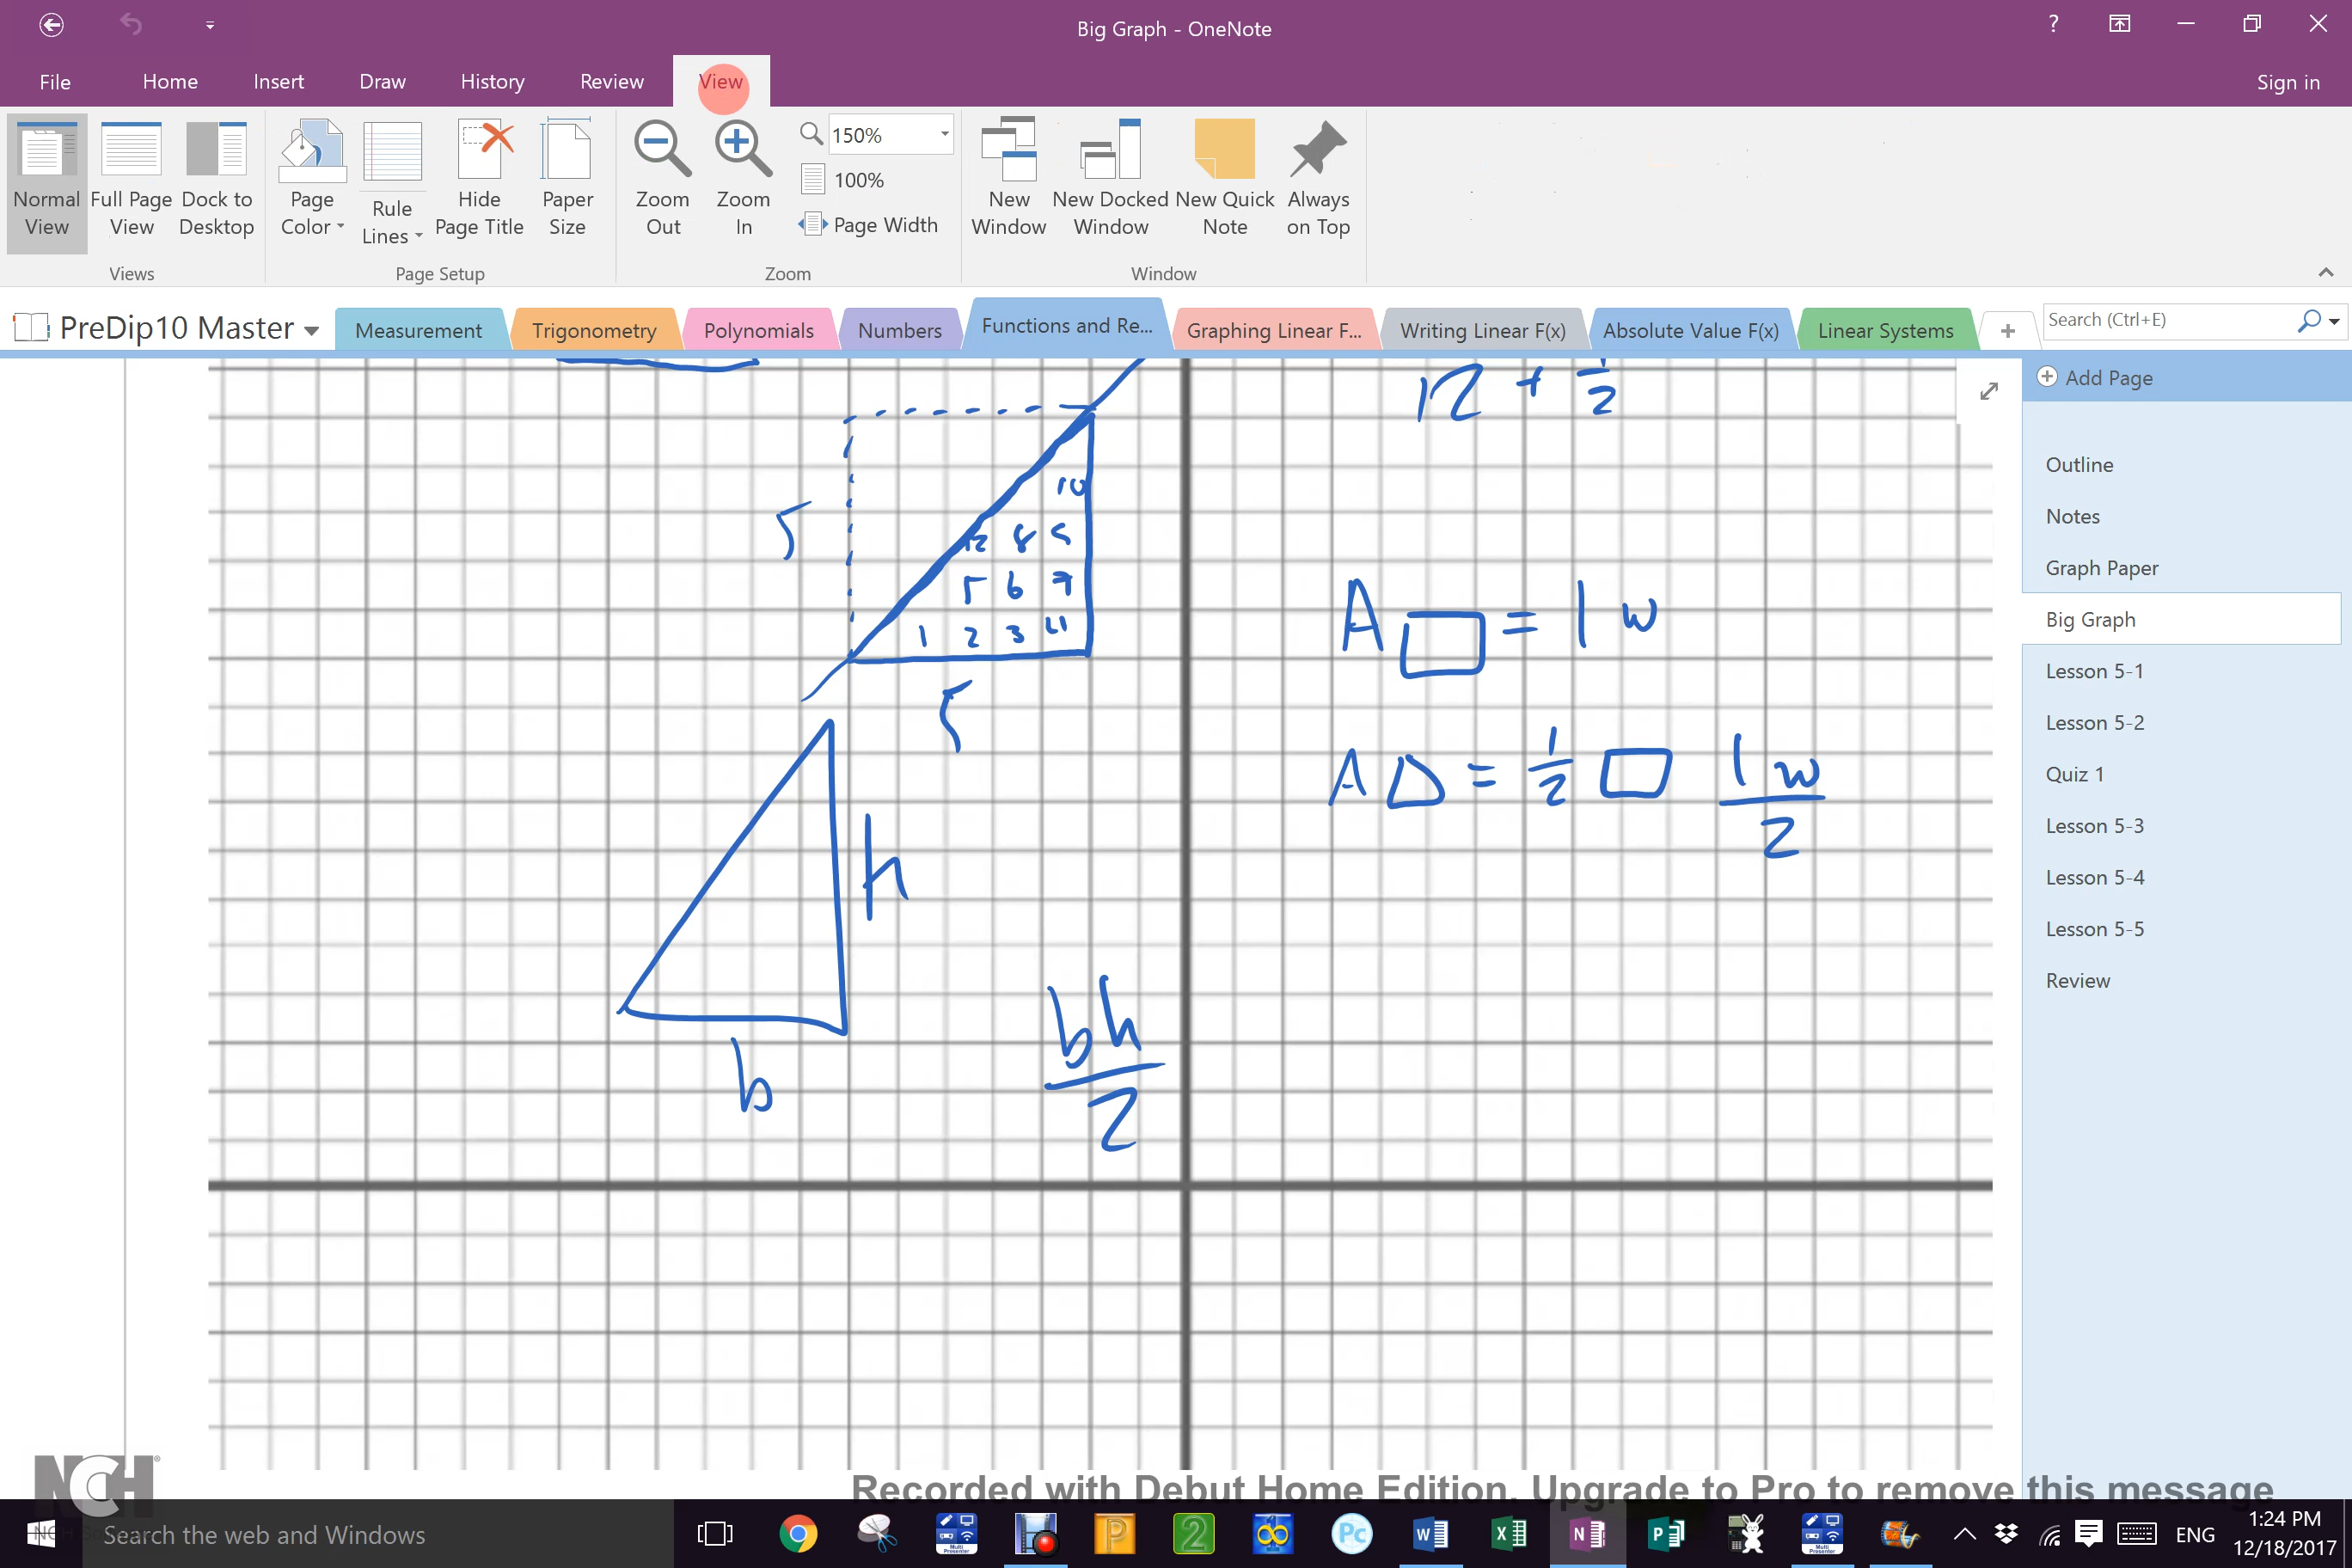 Big Graph - OneNote
?
File Home Insert Draw History Review View Sign in
150%
100%
Page Width
Normal View
Full Page View
Dock to Desktop
Page Color
Rule Lines
Hide Page Title
Paper Size
Zoom Out
Zoom In
New Window
New Docked Window
New Quick Note
Always on Top
Views Page Setup Zoom Window
PreDip10 Master Measurement Trigonometry Polynomials Numbers Functions and Re... Graphing Linear F... Writing Linear F(x) Absolute Value F(x) Linear Systems + Search (Ctrl+E)
Add Page
Outline
Notes
Graph Paper
Big Graph
Lesson 5-1
Lesson 5-2
Quiz 1
Lesson 5-3
Lesson 5-4
Lesson 5-5
Review
12 + 1/2
10
5
12 8 9
5 6 7
1 2 3 4
5
A □ = l w
A △ = 1/2 □ l w
2
h
b
bh
2
NCH
Recorded with Debut Home Edition. Upgrade to Pro to remove this message
Search the web and Windows
ENG
1:24 PM
12/18/2017